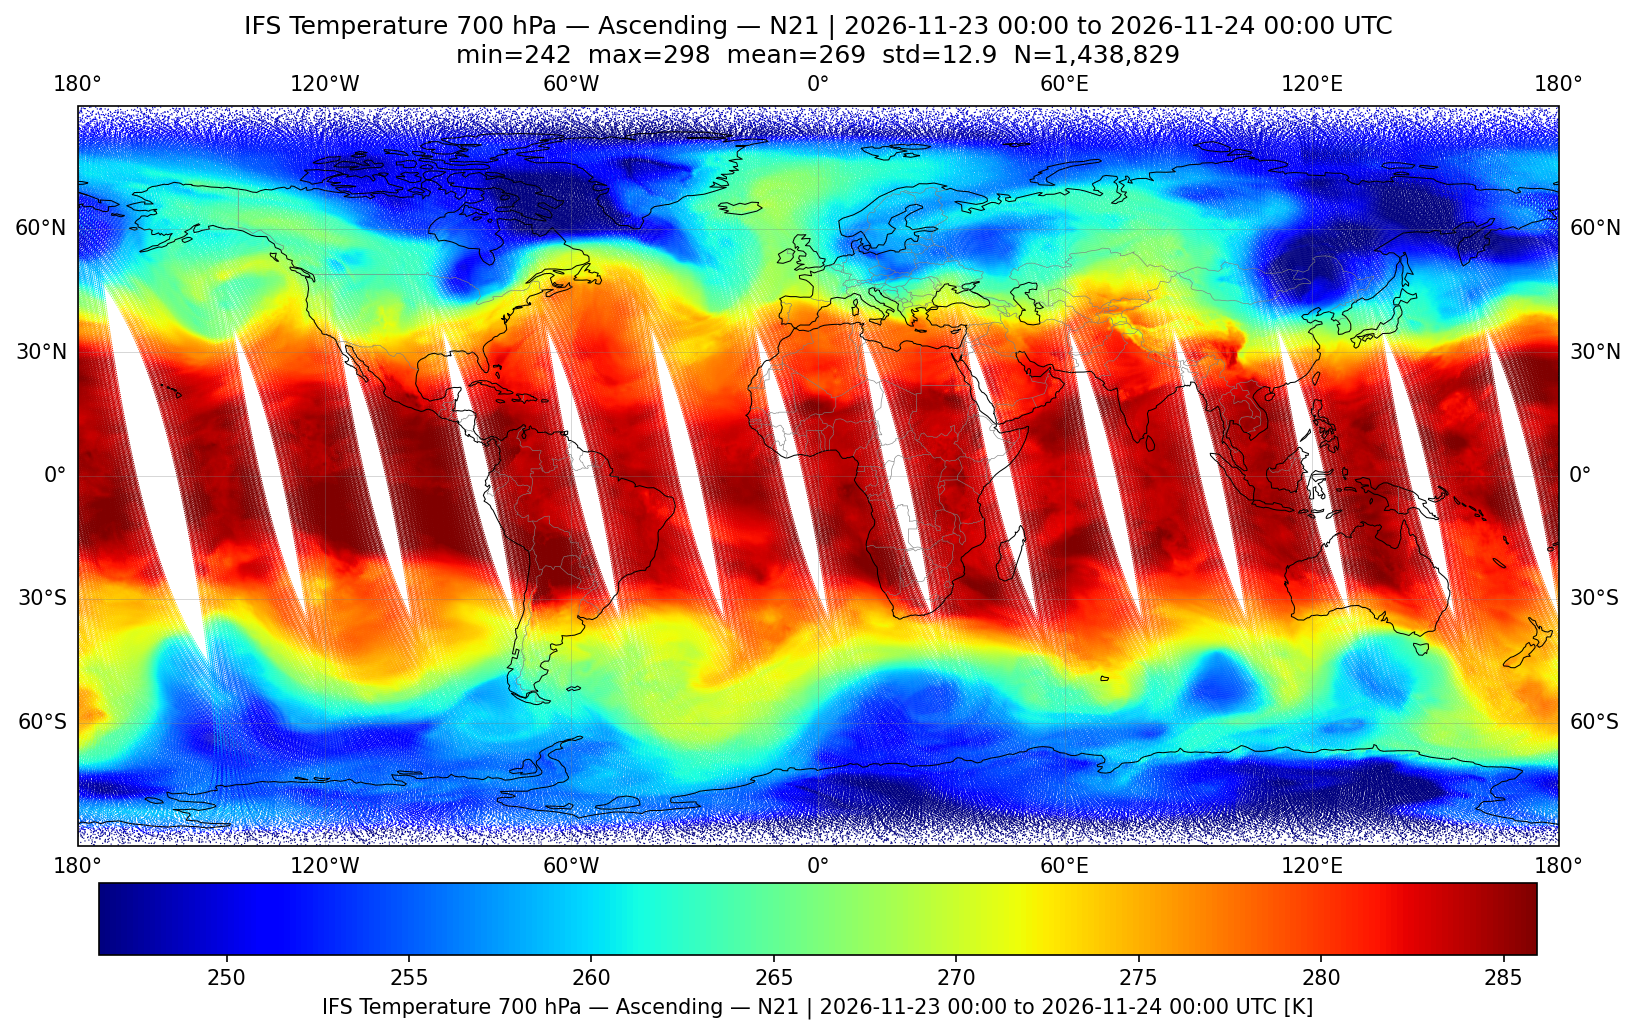 IFS Temperature 700 hPa — Ascending — N21 | 2026-11-23 00:00 to 2026-11-24 00:00 UTC
min=242  max=298  mean=269  std=12.9  N=1,438,829
180° 120°W 60°W 0° 60°E 120°E 180°
60°N 60°N
30°N 30°N
0° 0°
30°S 30°S
60°S 60°S
180° 120°W 60°W 0° 60°E 120°E 180°
250 255 260 265 270 275 280 285
IFS Temperature 700 hPa — Ascending — N21 | 2026-11-23 00:00 to 2026-11-24 00:00 UTC [K]